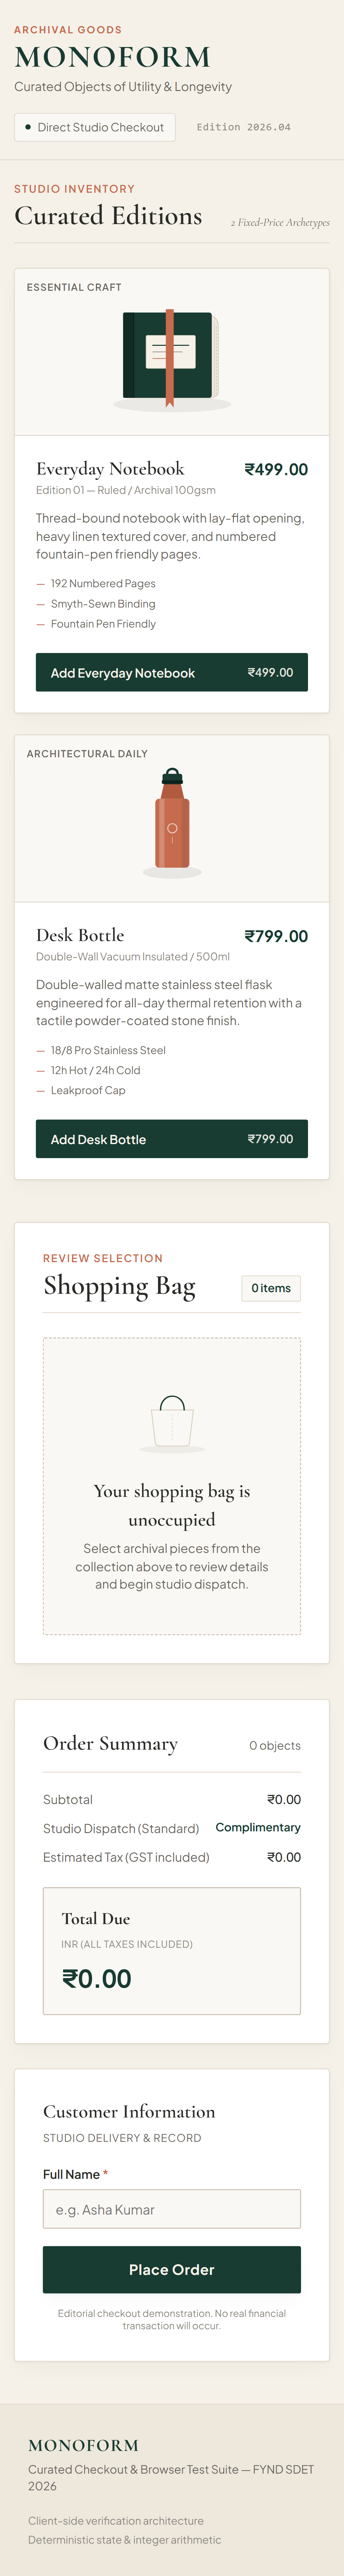 ARCHIVAL GOODS
MONOFORM
Curated Objects of Utility & Longevity
Direct Studio Checkout
Edition 2026.04
STUDIO INVENTORY
Curated Editions
2 Fixed-Price Archetypes
ESSENTIAL CRAFT
Everyday Notebook
₹499.00
Edition 01 — Ruled / Archival 100gsm
Thread-bound notebook with lay-flat opening,
heavy linen textured cover, and numbered
fountain-pen friendly pages.
— 192 Numbered Pages
— Smyth-Sewn Binding
— Fountain Pen Friendly
Add Everyday Notebook ₹499.00
ARCHITECTURAL DAILY
Desk Bottle
₹799.00
Double-Wall Vacuum Insulated / 500ml
Double-walled matte stainless steel flask
engineered for all-day thermal retention with a
tactile powder-coated stone finish.
— 18/8 Pro Stainless Steel
— 12h Hot / 24h Cold
— Leakproof Cap
Add Desk Bottle ₹799.00
REVIEW SELECTION
Shopping Bag
0 items
Your shopping bag is
unoccupied
Select archival pieces from the
collection above to review details
and begin studio dispatch.
Order Summary
0 objects
Subtotal ₹0.00
Studio Dispatch (Standard) Complimentary
Estimated Tax (GST included) ₹0.00
Total Due
INR (ALL TAXES INCLUDED)
₹0.00
Customer Information
STUDIO DELIVERY & RECORD
Full Name *
e.g. Asha Kumar
Place Order
Editorial checkout demonstration. No real financial
transaction will occur.
MONOFORM
Curated Checkout & Browser Test Suite — FYND SDET
2026
Client-side verification architecture
Deterministic state & integer arithmetic